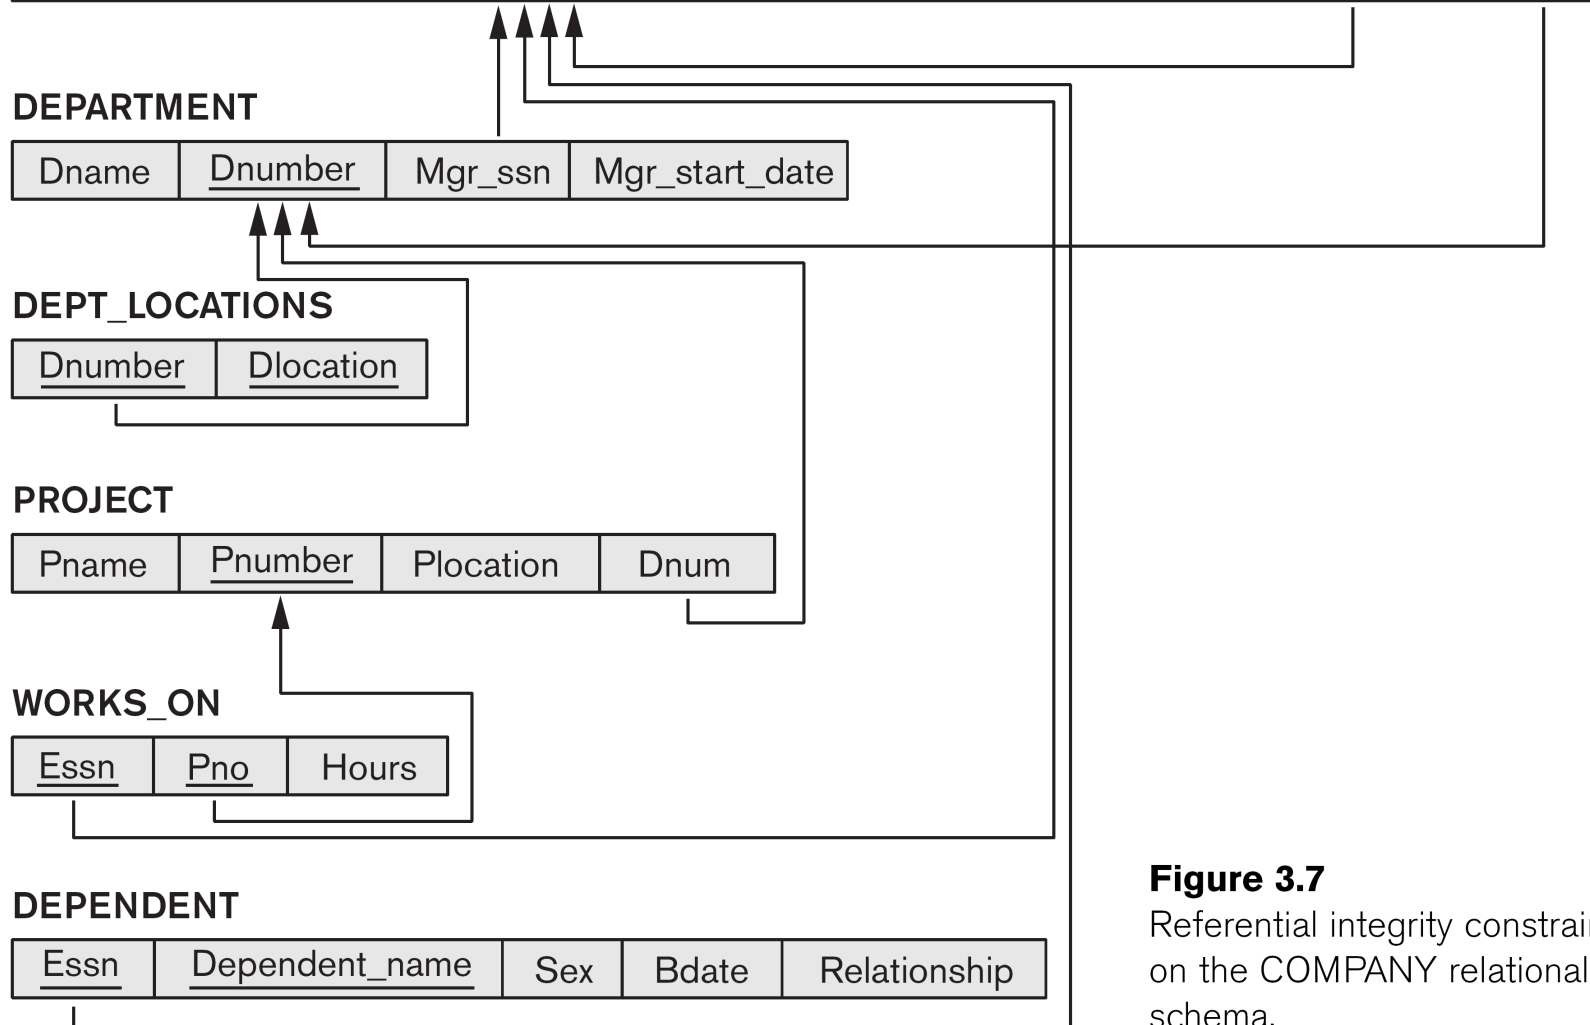 DEPARTMENT
Dname Dnumber Mgr_ssn Mgr_start_date
DEPT_LOCATIONS
Dnumber Dlocation
PROJECT
Pname Pnumber Plocation Dnum
WORKS_ON
Essn Pno Hours
DEPENDENT
Essn Dependent_name Sex Bdate Relationship
Figure 3.7
Referential integrity
on the COMPANY relational
schema.